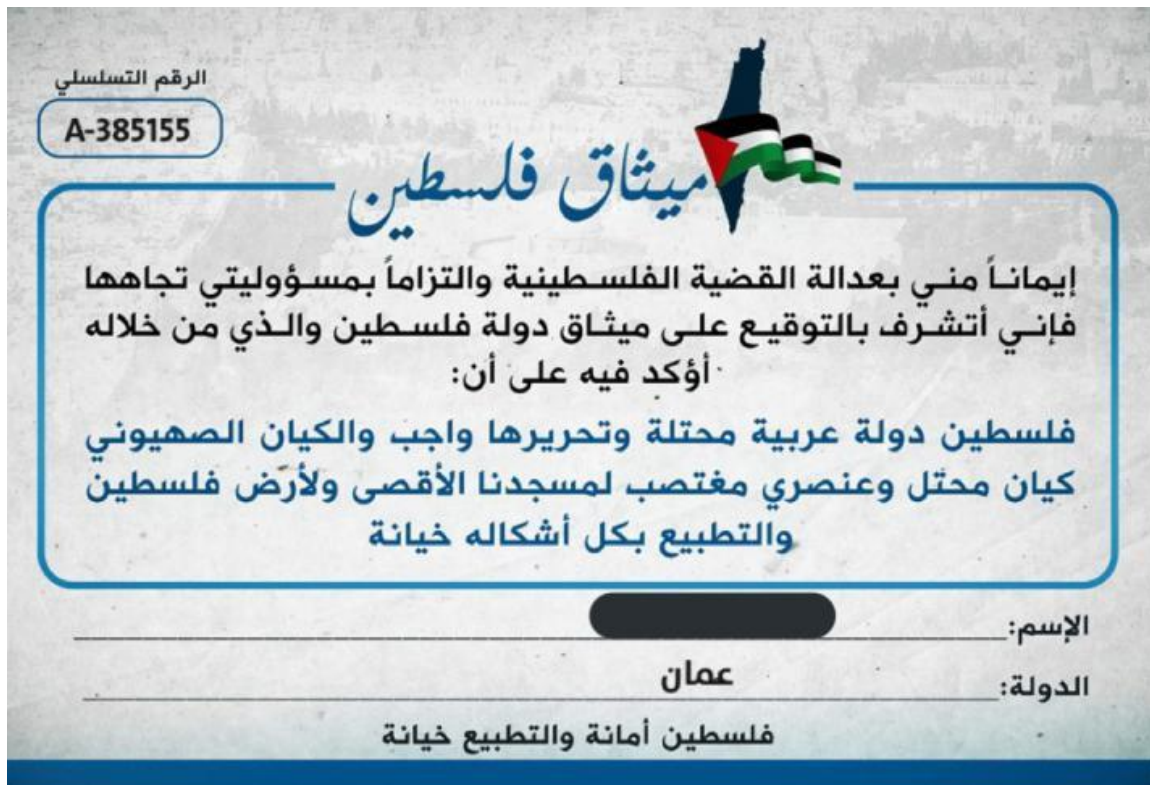 الرقم التسلسلي
A-385155
ميثاق فلسطين
إيماناً مني بعدالة القضية الفلسطينية والتزاماً بمسؤوليتي تجاهها
فإني أتشرف بالتوقيع على ميثاق دولة فلسطين والذي من خلاله
أؤكد فيه على أن:
فلسطين دولة عربية محتلة وتحريرها واجب والكيان الصهيوني
كيان محتل وعنصري مغتصب لمسجدنا الأقصى ولأرض فلسطين
والتطبيع بكل أشكاله خيانة
الإسم:
الدولة: عمان
فلسطين أمانة والتطبيع خيانة